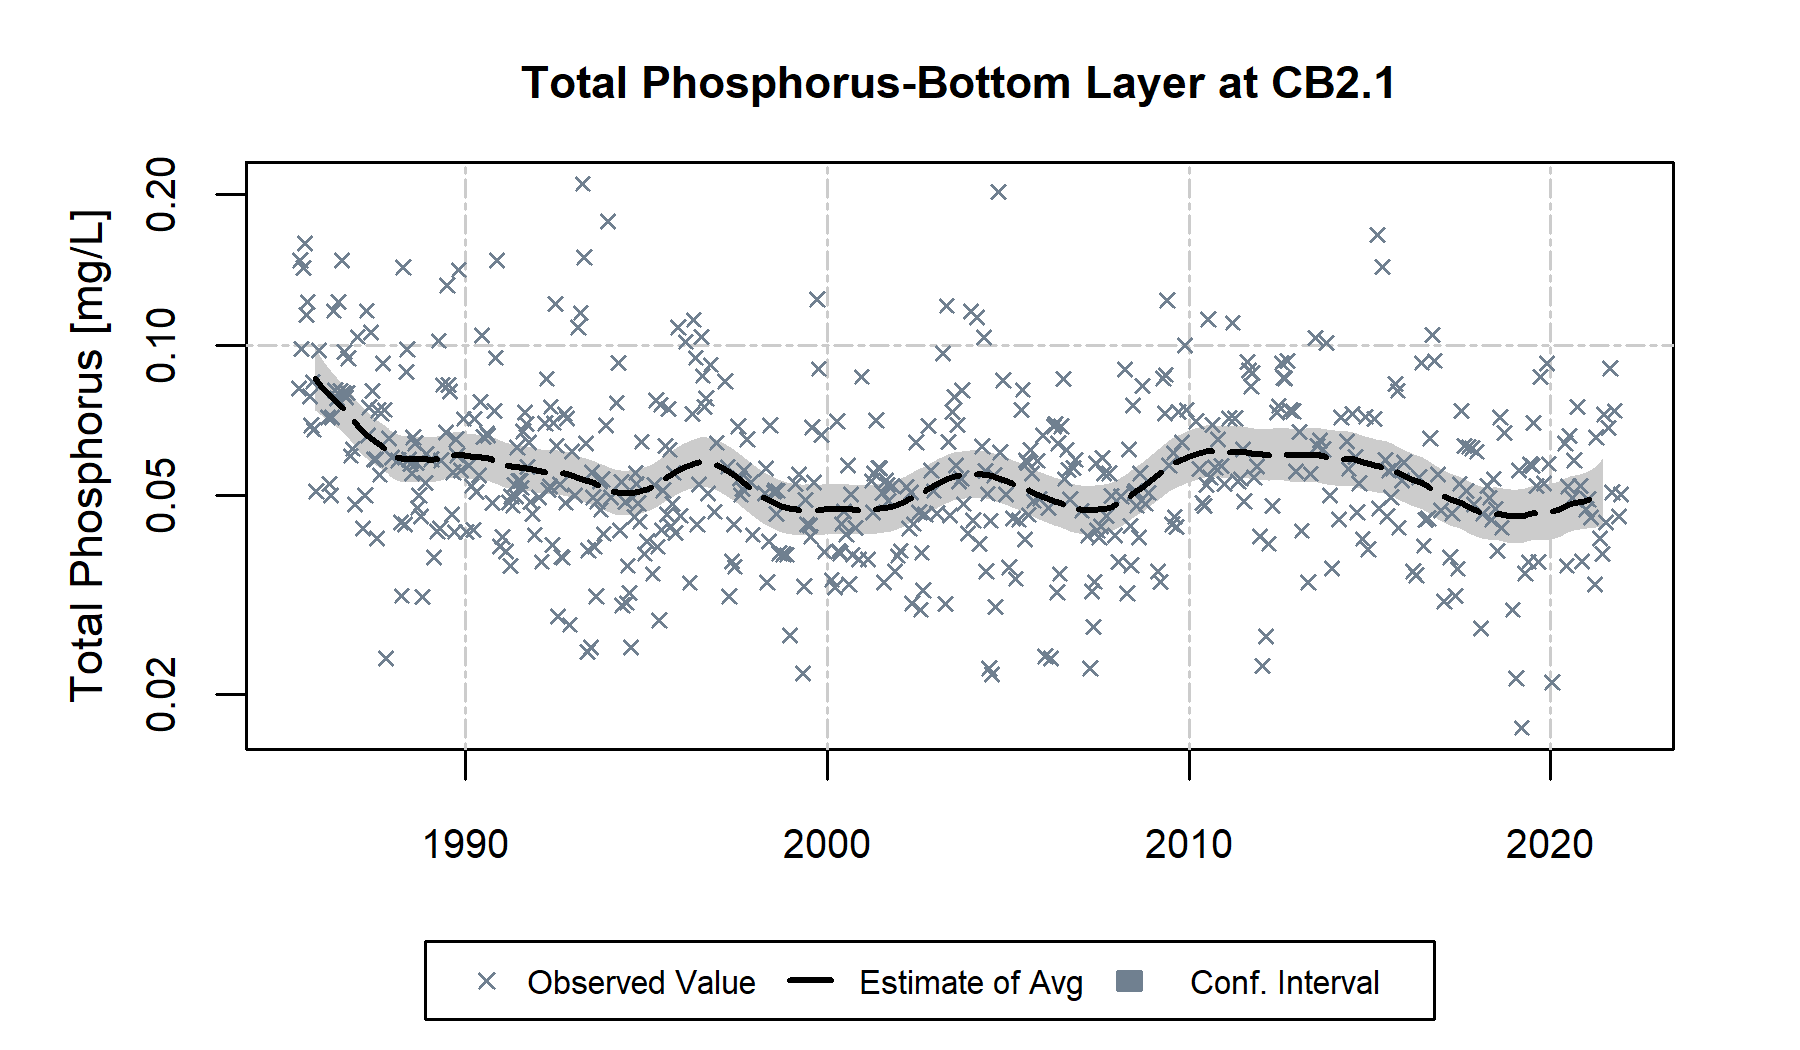 Total Phosphorus-Bottom Layer at CB2.1
Total Phosphorus [mg/L]
0.20
0.10
0.05
0.02
1990 2000 2010 2020
Observed Value Estimate of Avg Conf. Interval